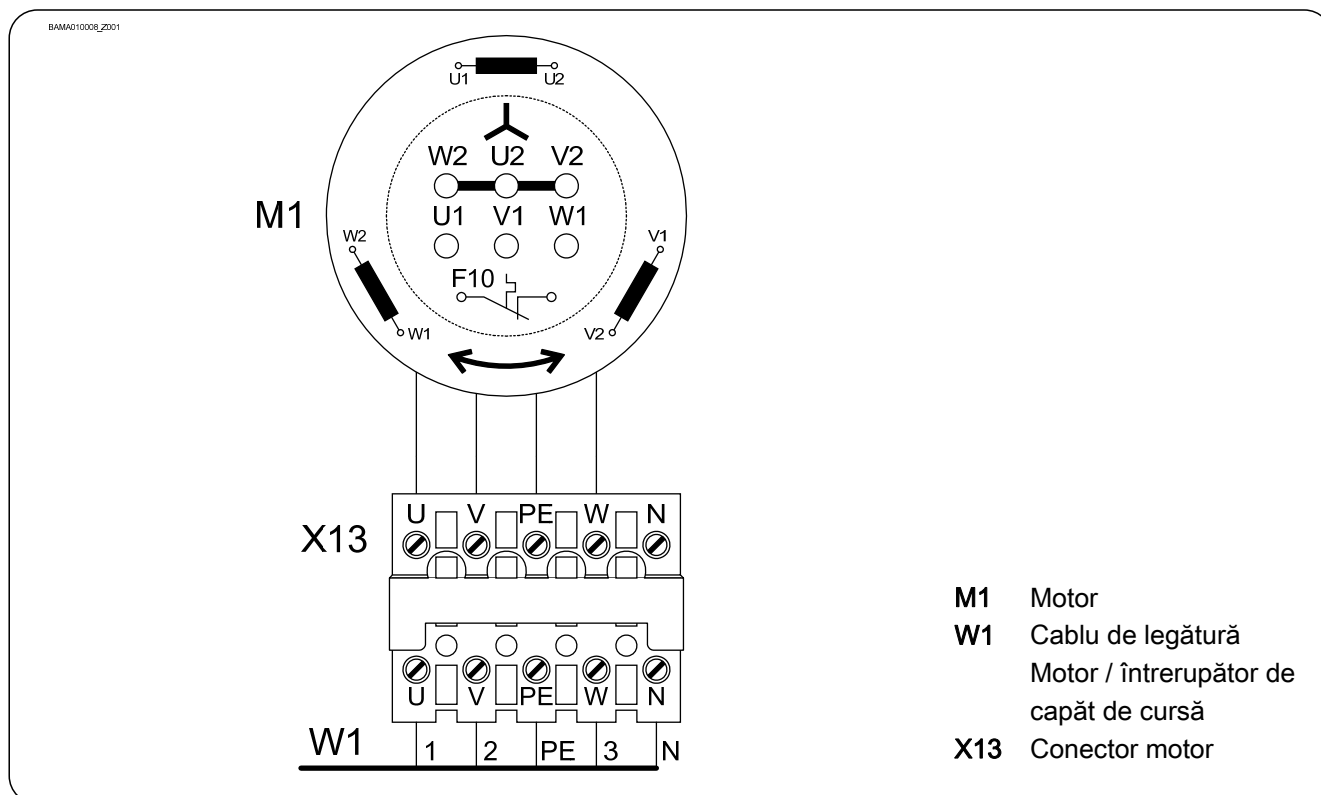 BAMA010008_Z001
U1 U2
W2 U2 V2
M1
U1 V1 W1
W2 V1
F10
W1 V2
X13
U V PE W N
U V PE W N
W1 1 2 PE 3 N
M1 Motor
W1 Cablu de legătură
Motor / întrerupător de
capăt de cursă
X13 Conector motor